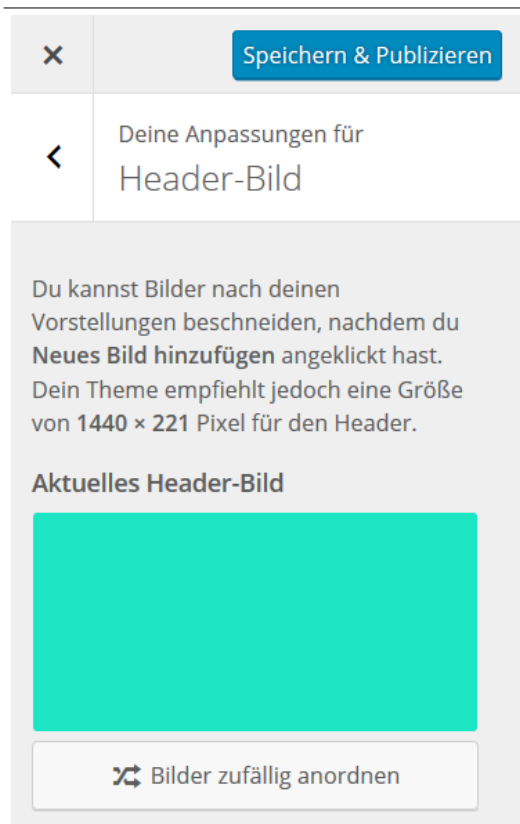 Speichern & Publizieren
Deine Anpassungen für
Header-Bild
Du kannst Bilder nach deinen
Vorstellungen beschneiden, nachdem du
Neues Bild hinzufügen angeklickt hast.
Dein Theme empfiehlt jedoch eine Größe
von 1440 × 221 Pixel für den Header.
Aktuelles Header-Bild
Bilder zufällig anordnen